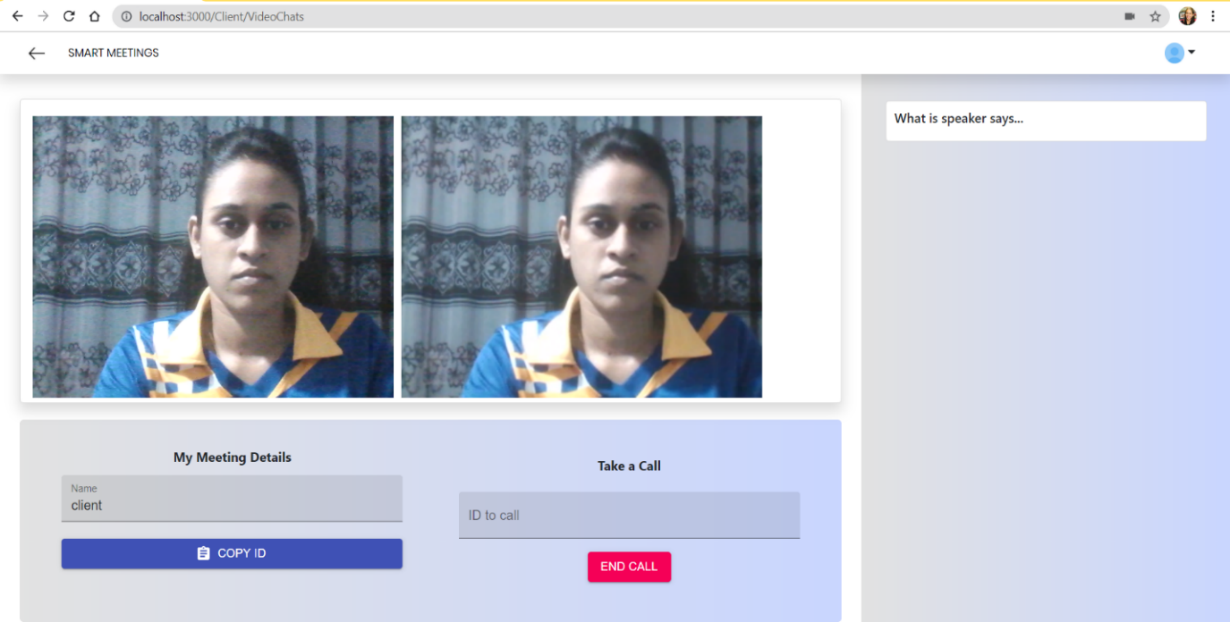 localhost:3000/Client/VideoChats
SMART MEETINGS
What is speaker says...
My Meeting Details
Name
client
COPY ID
Take a Call
ID to call
END CALL